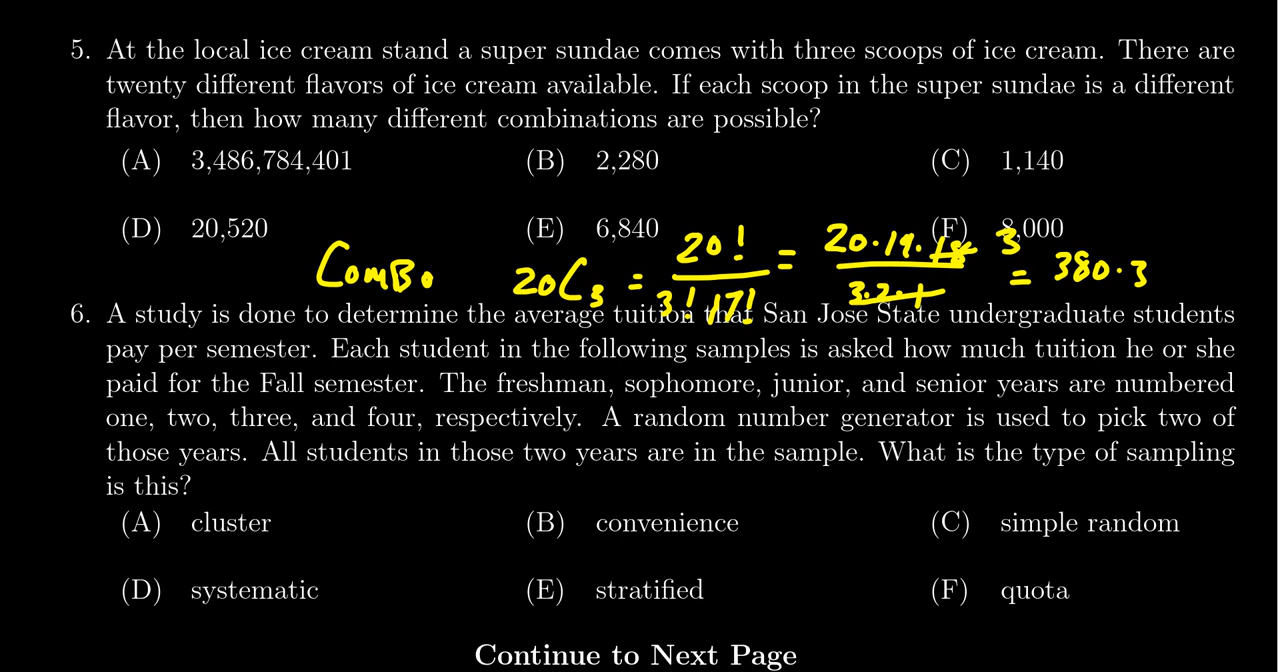 5. At the local ice cream stand a super sundae comes with three scoops of ice cream. There are
twenty different flavors of ice cream available. If each scoop in the super sundae is a different
flavor, then how many different combinations are possible?
(A) 3,486,784,401 (B) 2,280 (C) 1,140
(D) 20,520 (E) 6,840 (F) 8,000
ComBo 20C₃ = 20! / 3! 17! = 20·19·18 3 / 3·2·1 = 380·3
6. A study is done to determine the average tuition that San Jose State undergraduate students
pay per semester. Each student in the following samples is asked how much tuition he or she
paid for the Fall semester. The freshman, sophomore, junior, and senior years are numbered
one, two, three, and four, respectively. A random number generator is used to pick two of
those years. All students in those two years are in the sample. What is the type of sampling
is this?
(A) cluster (B) convenience (C) simple random
(D) systematic (E) stratified (F) quota
Continue to Next Page